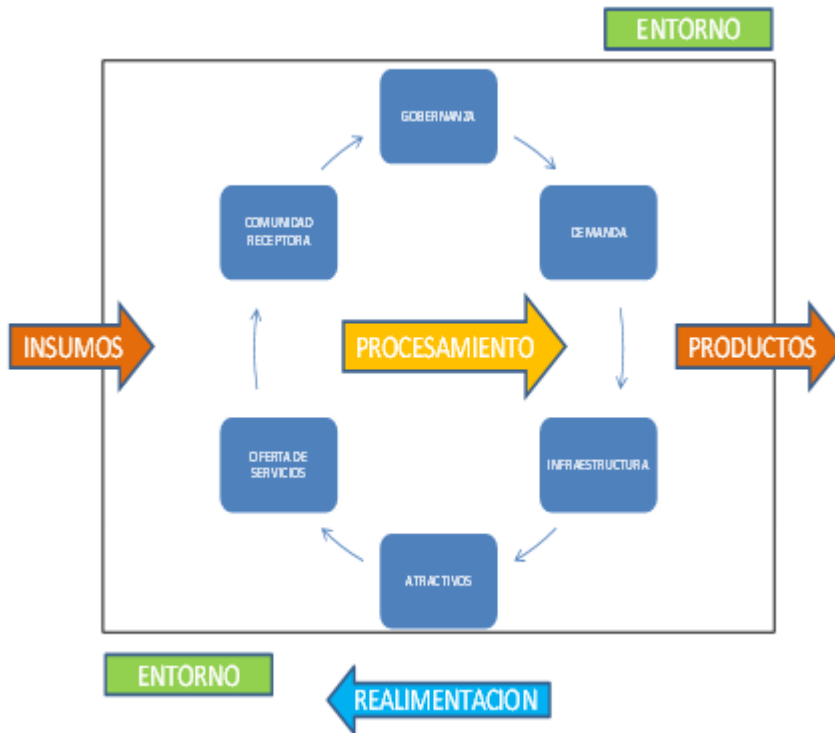 ENTORNO
GOBERNANZA
COMUNIDAD
RECEPTORA
DEMANDA
INSUMOS
PROCESAMIENTO
PRODUCTOS
OFERTA DE
SERVICIOS
INFRAESTRUCTURA
ATRACTIVOS
ENTORNO
REALIMENTACION